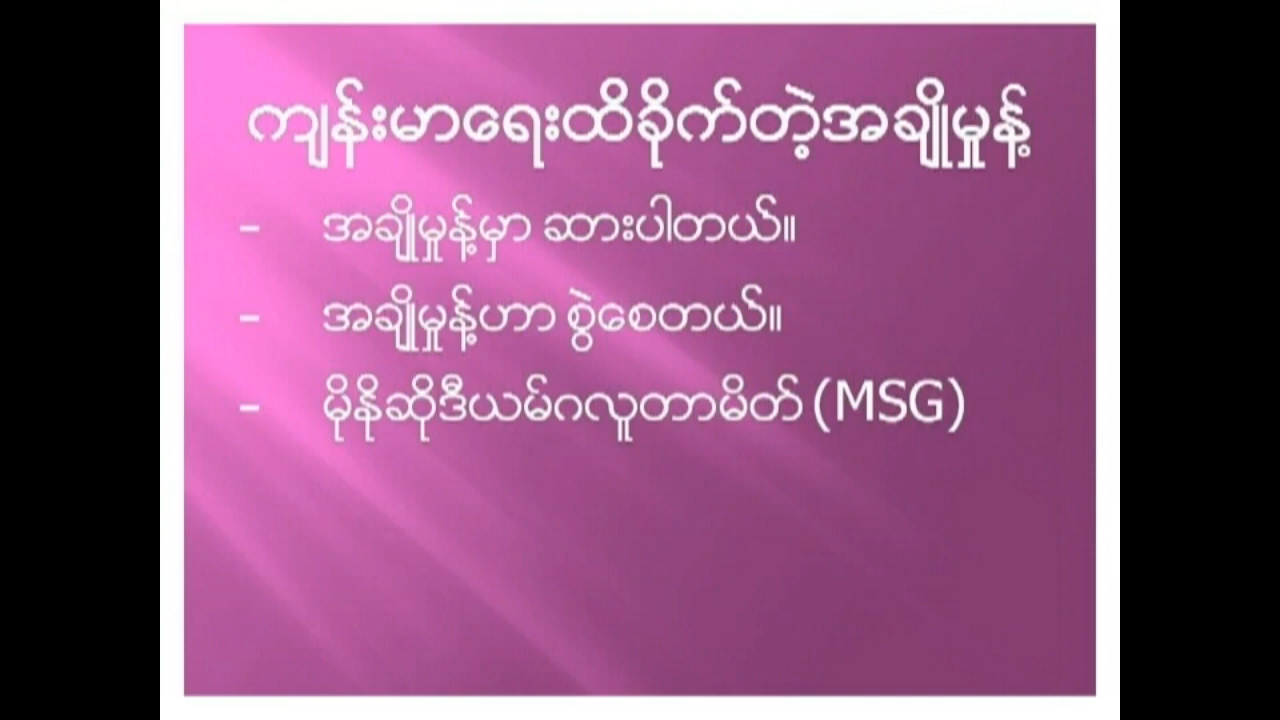 ကျန်းမာရေးထိခိုက်တဲ့အချိုမှုန့်
- အချိုမှုန့်မှာ ဆားပါတယ်။
- အချိုမှုန့်ဟာ စွဲစေတယ်။
- မိုနိုဆိုဒီယမ်ဂလူတာမိတ် (MSG)